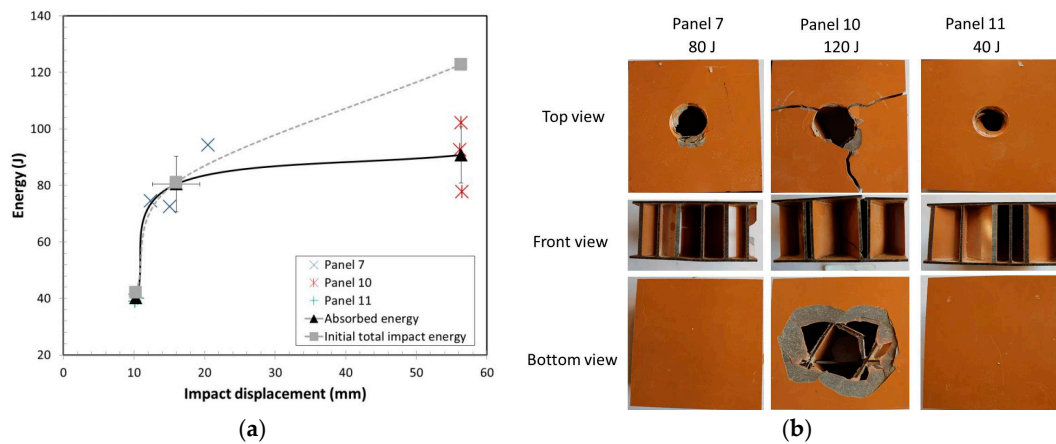 140
120
100
80
60
40
20
0
10
20
30
40
50
60
Energy (J)
Impact displacement (mm)
Panel 7
Panel 10
Panel 11
Absorbed energy
Initial total impact energy
(a)
Panel 7
80 J
Panel 10
120 J
Panel 11
40 J
Top view
Front view
Bottom view
(b)